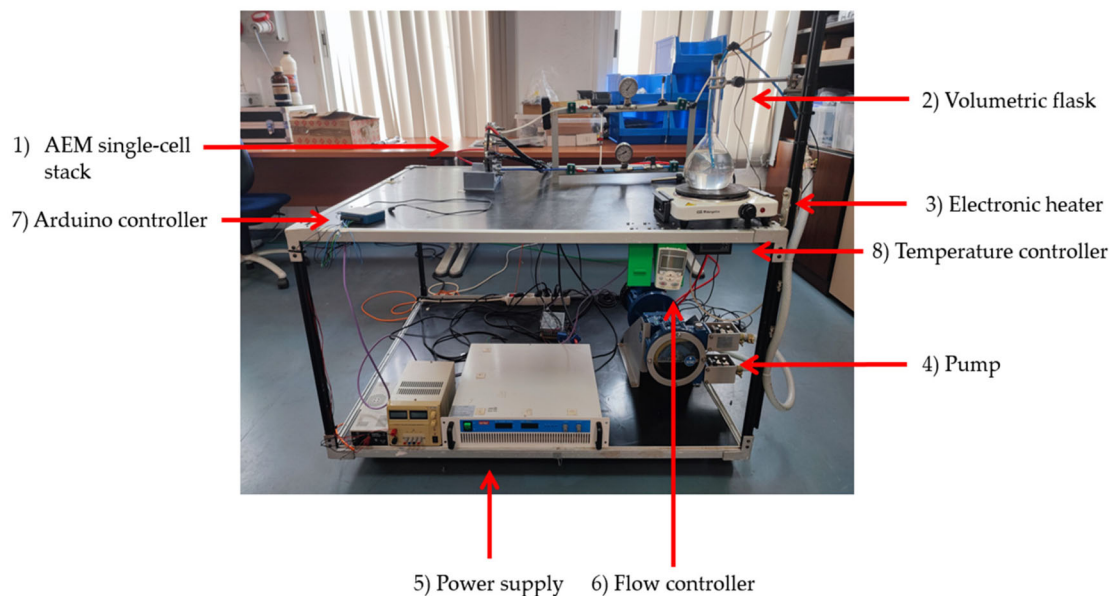 1) AEM single-cell
stack
7) Arduino controller
2) Volumetric flask
3) Electronic heater
8) Temperature controller
4) Pump
5) Power supply
6) Flow controller